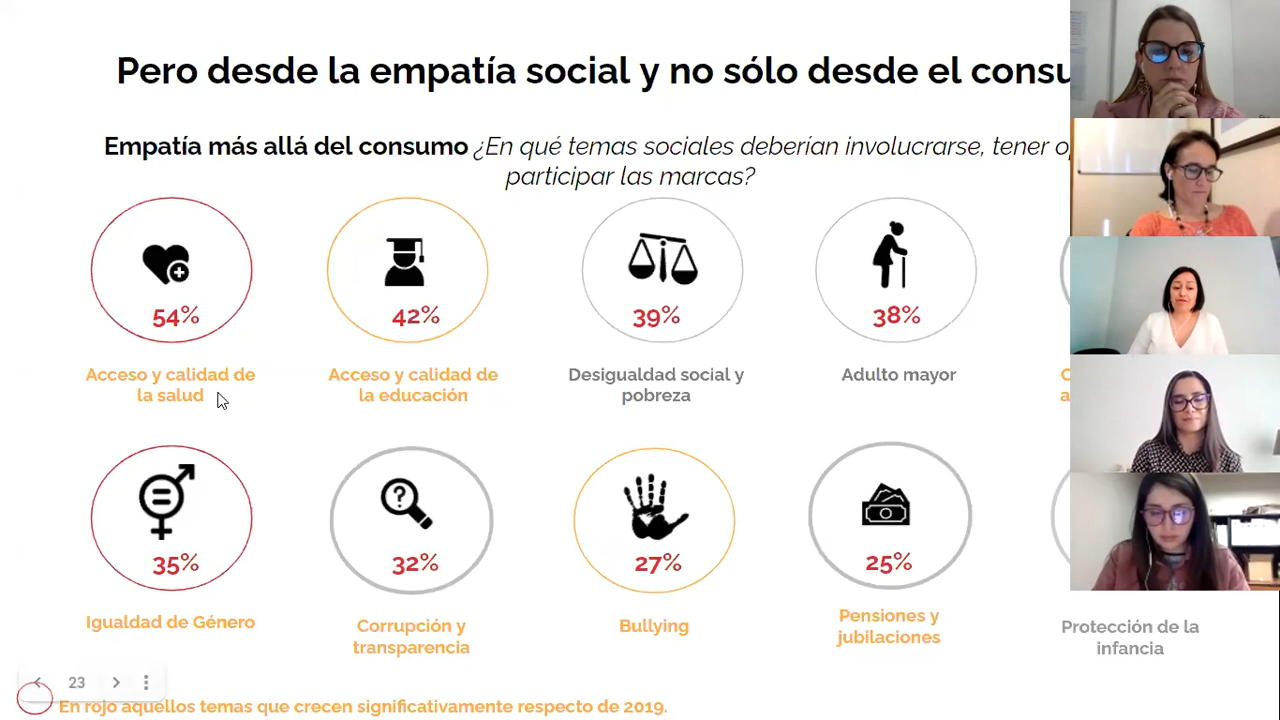 Pero desde la empatía social y no sólo desde el
Empatía más allá del consumo ¿En qué temas sociales deberían involucrarse, tener
participar las marcas?
54%
42%
39%
38%
Acceso y calidad de
la salud
Acceso y calidad de
la educación
Desigualdad social y
pobreza
Adulto mayor
35%
32%
27%
25%
Igualdad de Género
Corrupción y
transparencia
Bullying
Pensiones y
jubilaciones
Protección de la
infancia
23
En rojo aquellos temas que crecen significativamente respecto de 2019.